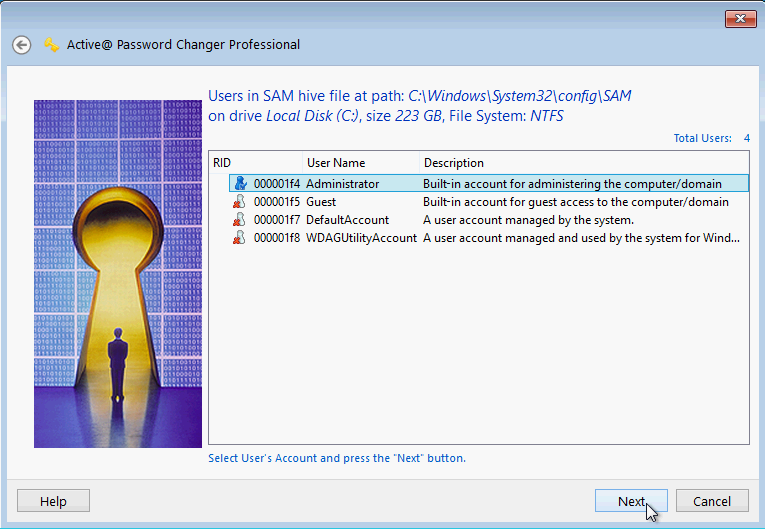 Active@ Password Changer Professional
Users in SAM hive file at path: C:\Windows\System32\config\SAM
on drive Local Disk (C:), size 223 GB, File System: NTFS
Total Users: 4
RID User Name Description
000001f4 Administrator Built-in account for administering the computer/domain
000001f5 Guest Built-in account for guest access to the computer/domain
000001f7 DefaultAccount A user account managed by the system.
000001f8 WDAGUtilityAccount A user account managed and used by the system for Wind...
Select User's Account and press the "Next" button.
Help Next Cancel